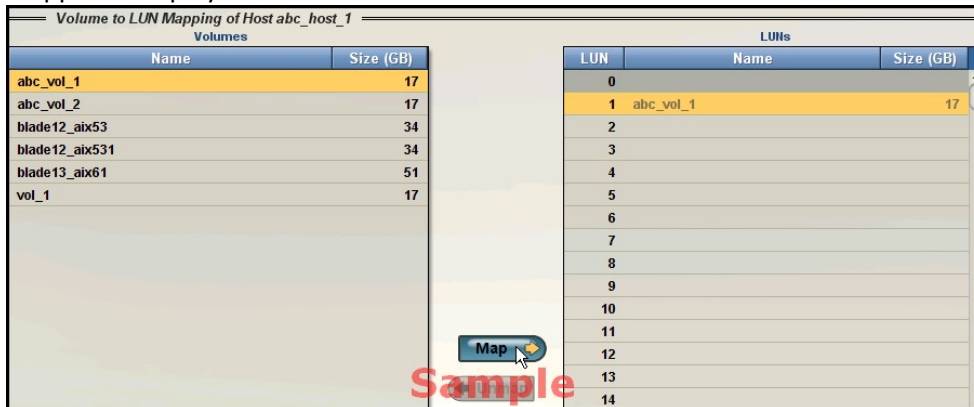 Volume to LUN Mapping of Host abc_host_1
Volumes
Name Size (GB)
abc_vol_1 17
abc_vol_2 17
blade12_aix53 34
blade12_aix531 34
blade13_aix61 51
vol_1 17
LUNs
LUN Name Size (GB)
0
1 abc_vol_1 17
2
3
4
5
6
7
8
9
10
11
12
13
14
Map
Unmap
Sample